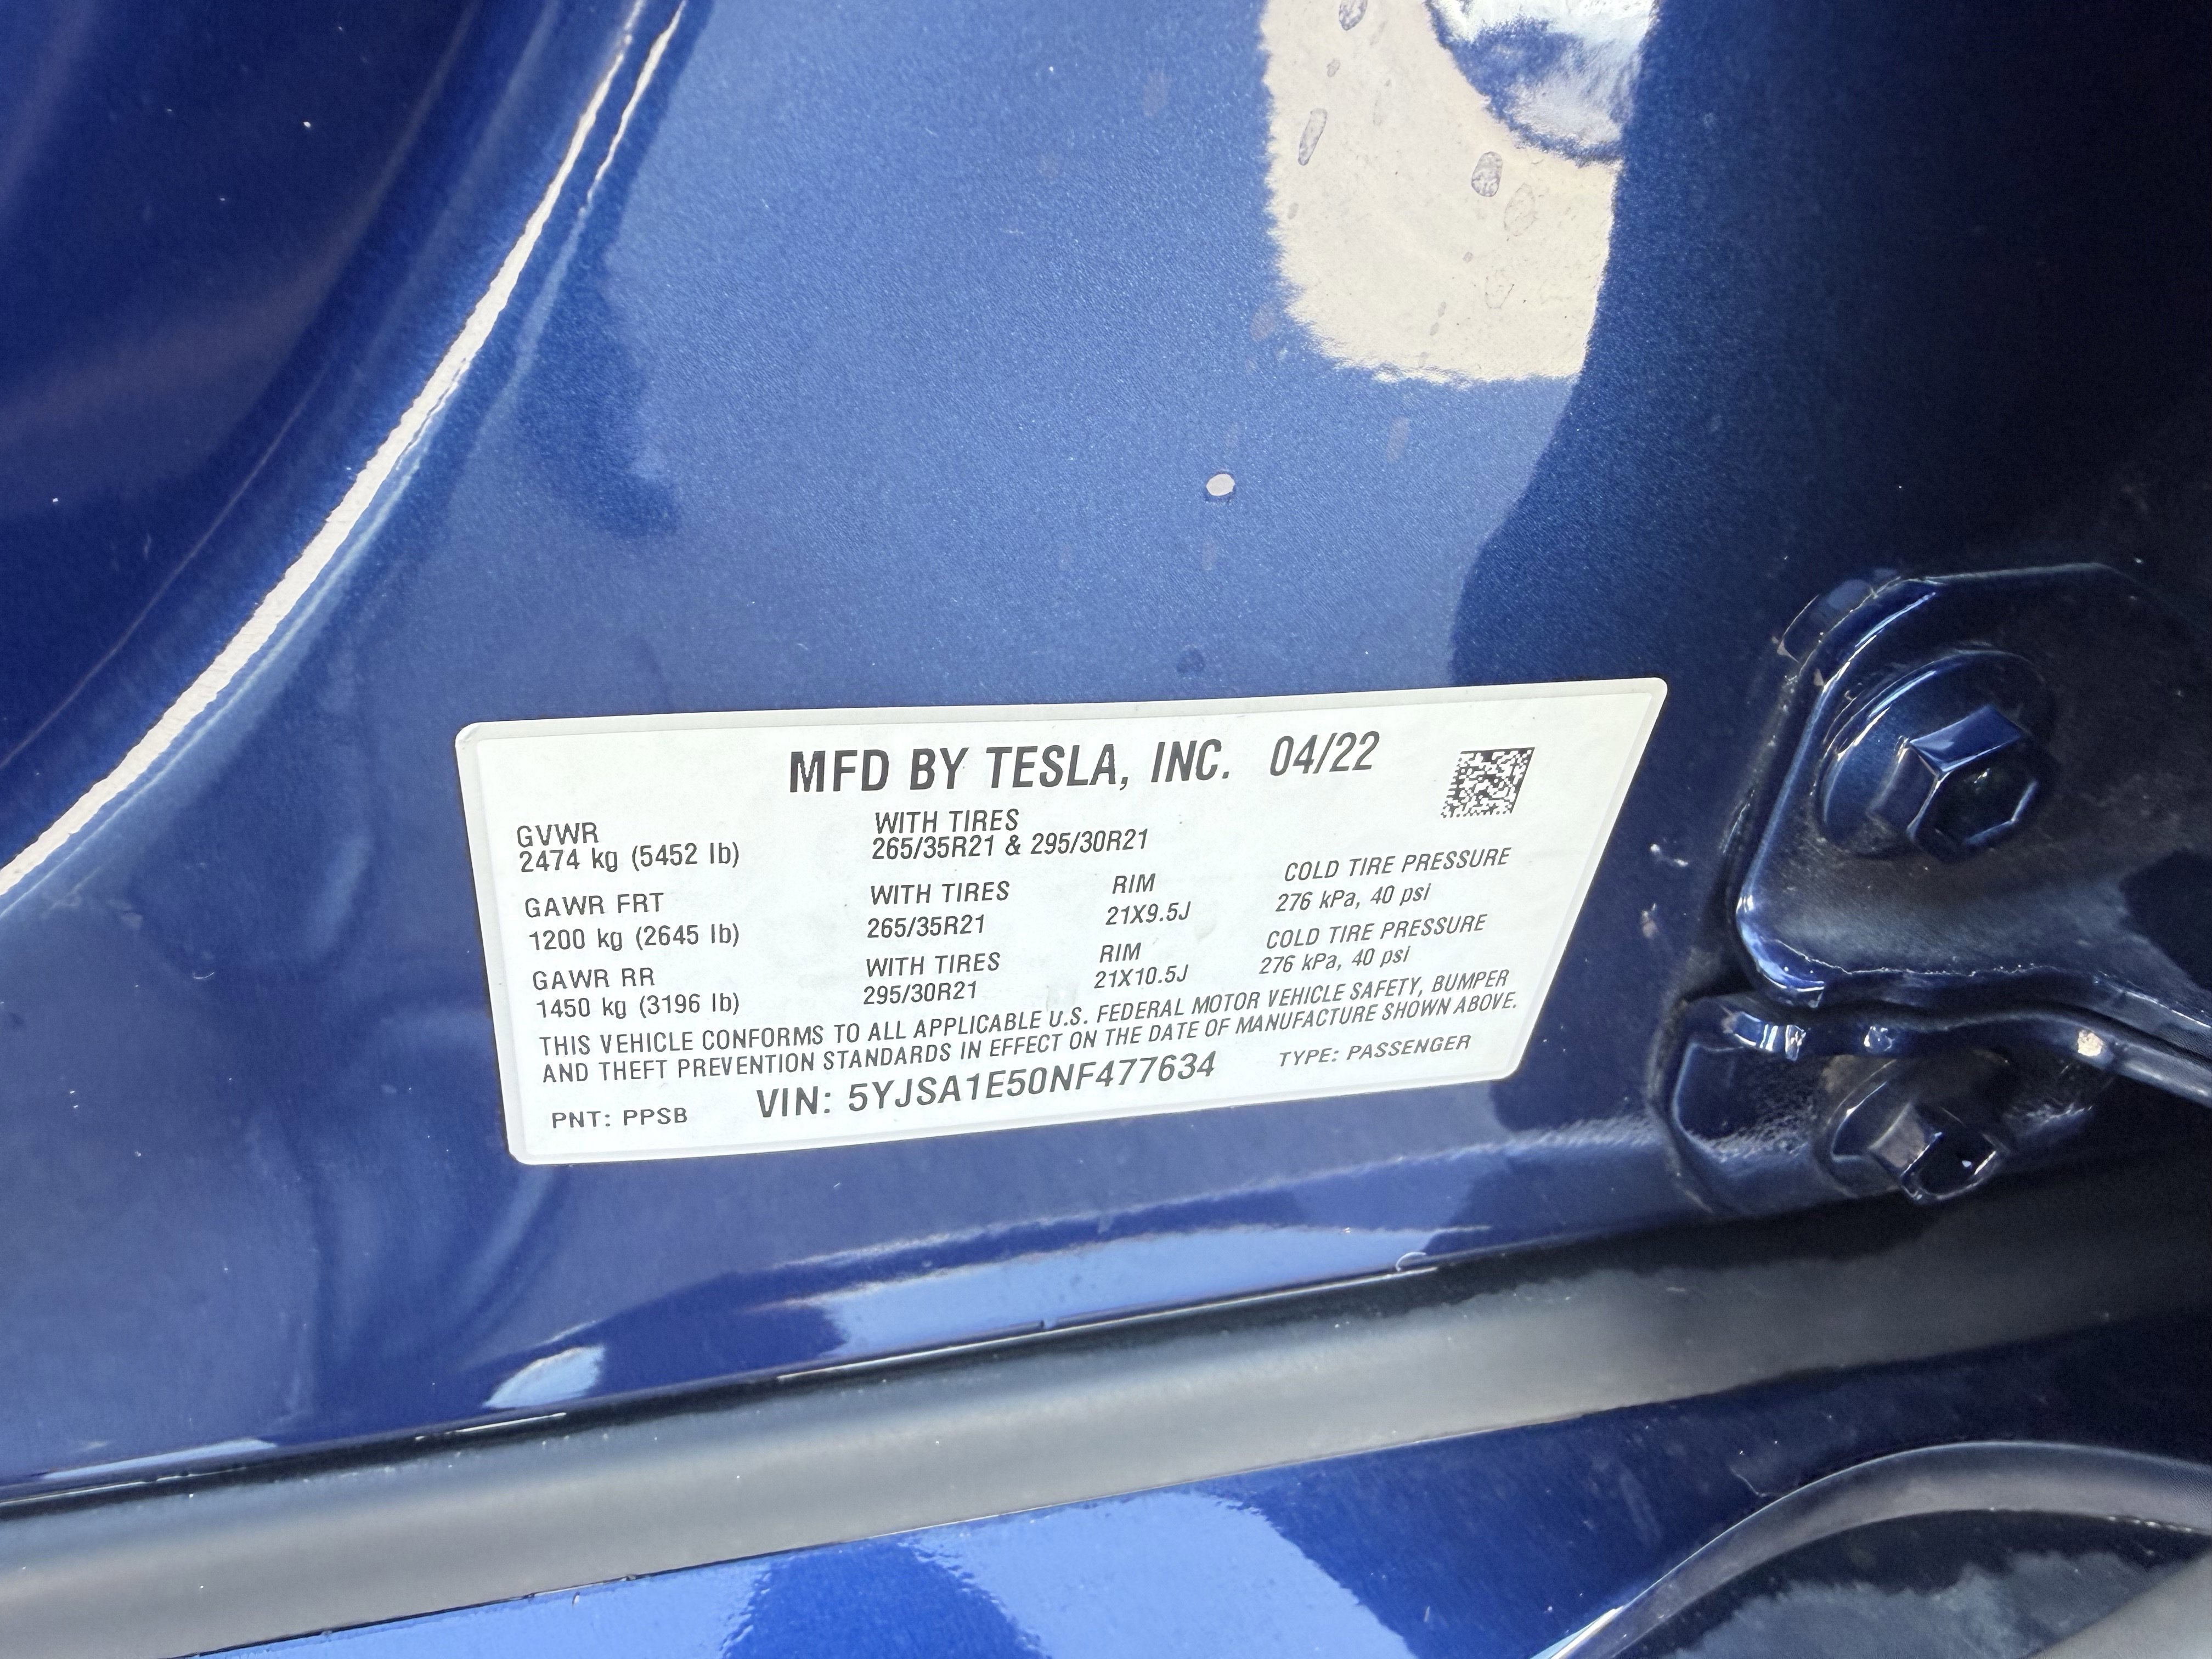 MFD BY TESLA, INC. 04/22
GVWR WITH TIRES
2474 kg (5452 lb) 265/35R21 & 295/30R21
GAWR FRT WITH TIRES RIM COLD TIRE PRESSURE
1200 kg (2645 lb) 265/35R21 21X9.5J 276 kPa, 40 psi
GAWR RR WITH TIRES RIM COLD TIRE PRESSURE
1450 kg (3196 lb) 295/30R21 21X10.5J 276 kPa, 40 psi
THIS VEHICLE CONFORMS TO ALL APPLICABLE U.S. FEDERAL MOTOR VEHICLE SAFETY, BUMPER
AND THEFT PREVENTION STANDARDS IN EFFECT ON THE DATE OF MANUFACTURE SHOWN ABOVE.
PNT: PPSB VIN: 5YJSA1E50NF477634 TYPE: PASSENGER